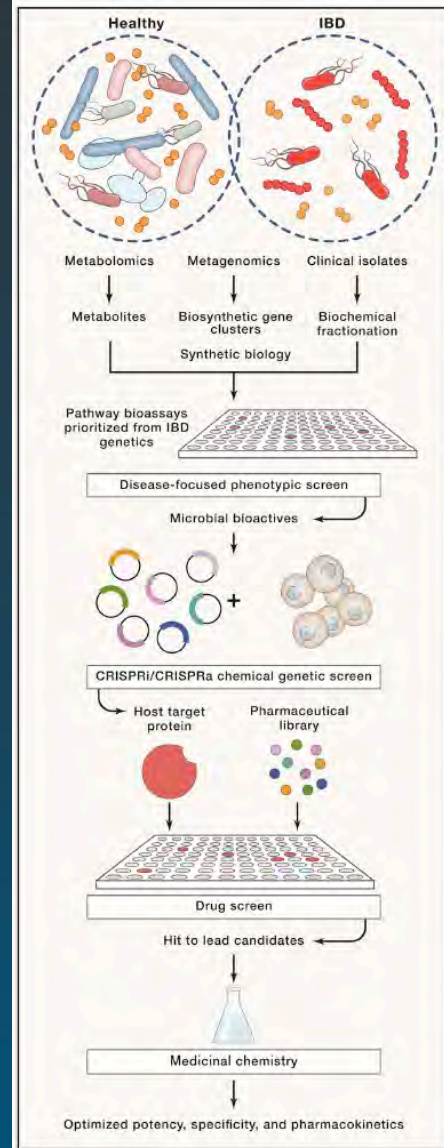 Healthy
IBD
Metabolomics
Metagenomics
Clinical isolates
Metabolites
Biosynthetic gene
clusters
Biochemical
fractionation
Synthetic biology
Pathway bioassays
prioritized from IBD
genetics
Disease-focused phenotypic screen
Microbial bioactives
+
CRISPRi/CRISPRa chemical genetic screen
Host target
protein
Pharmaceutical
library
Drug screen
Hit to lead candidates
Medicinal chemistry
Optimized potency, specificity, and pharmacokinetics